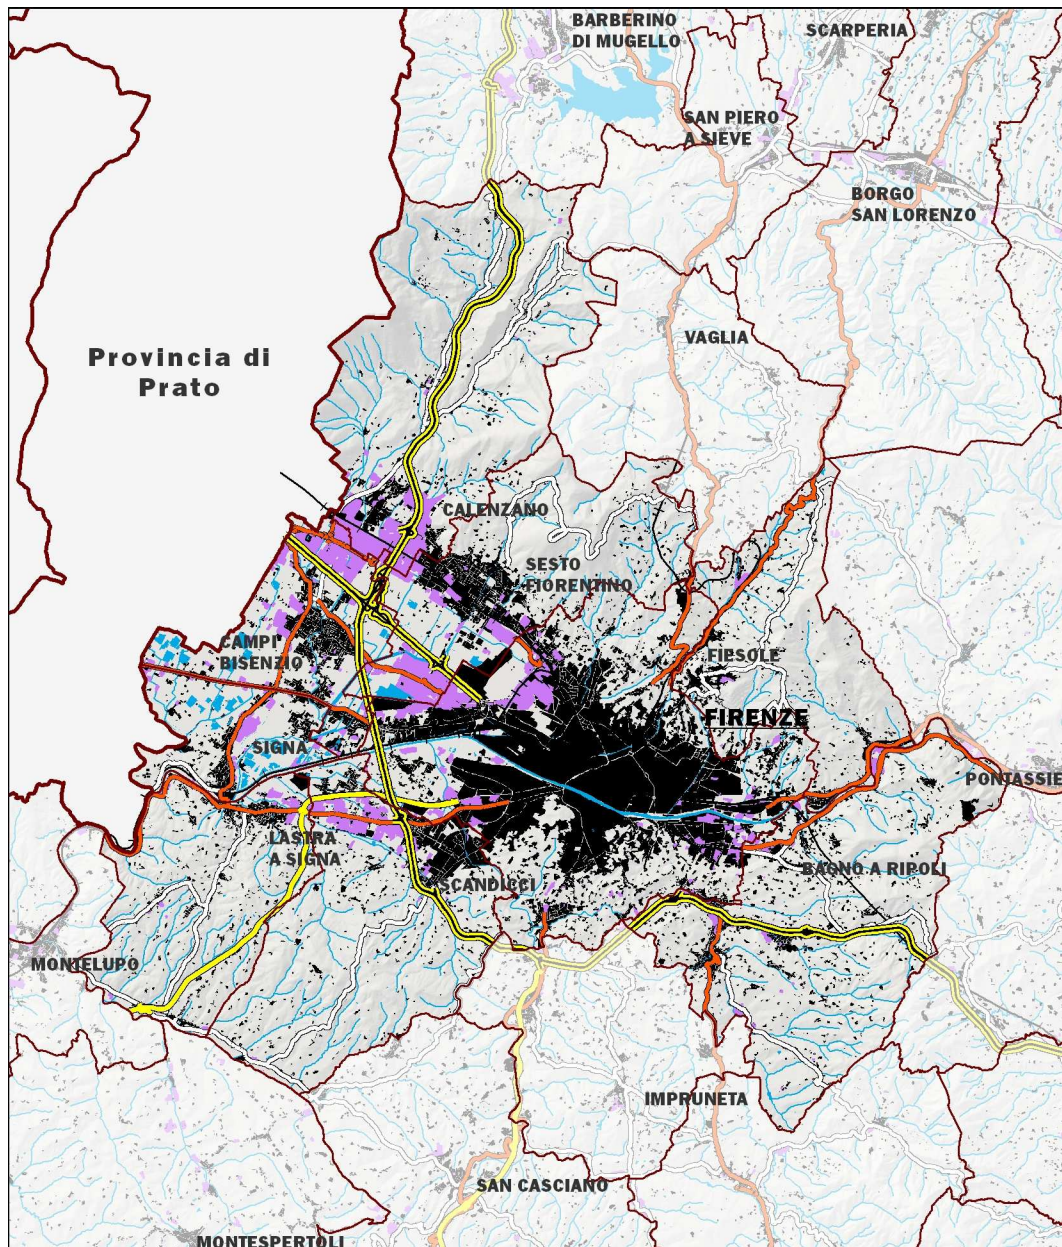 BARBERINO
DI MUGELLO
SCARPERIA
SAN PIERO
A SIEVE
BORGO
SAN LORENZO
VAGLIA
Provincia di
Prato
CALENZANO
SESTO
FIORENTINO
CAMPI
BISENZIO
FIESOLE
FIRENZE
SIGNA
PONTASSIE
LASTRA
A SIGNA
BAGNO A RIPOLI
SCANDICCI
MONTELUPO
IMPRUNETA
SAN CASCIANO
MONTESPERTOLI